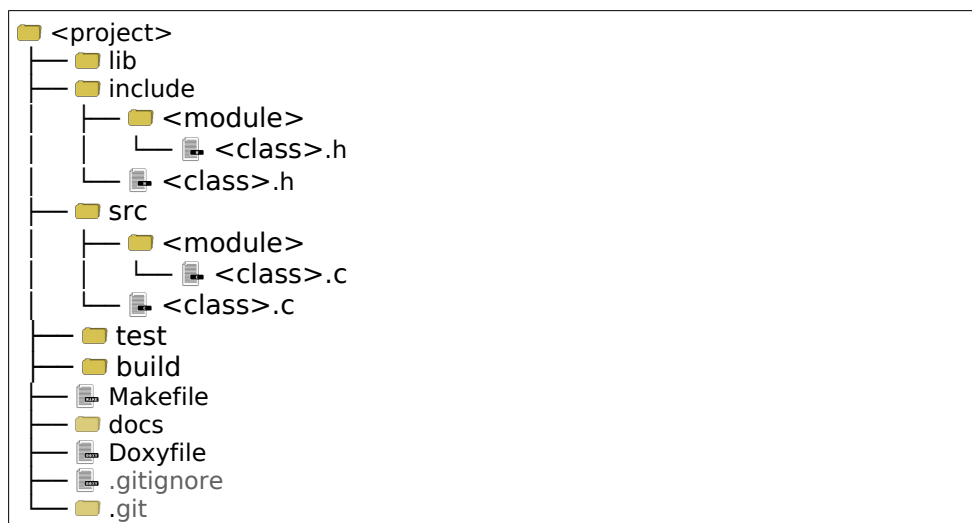 <project>
lib
include
<module>
<class>.h
<class>.h
src
<module>
<class>.c
<class>.c
test
build
Makefile
docs
Doxyfile
.gitignore
.git